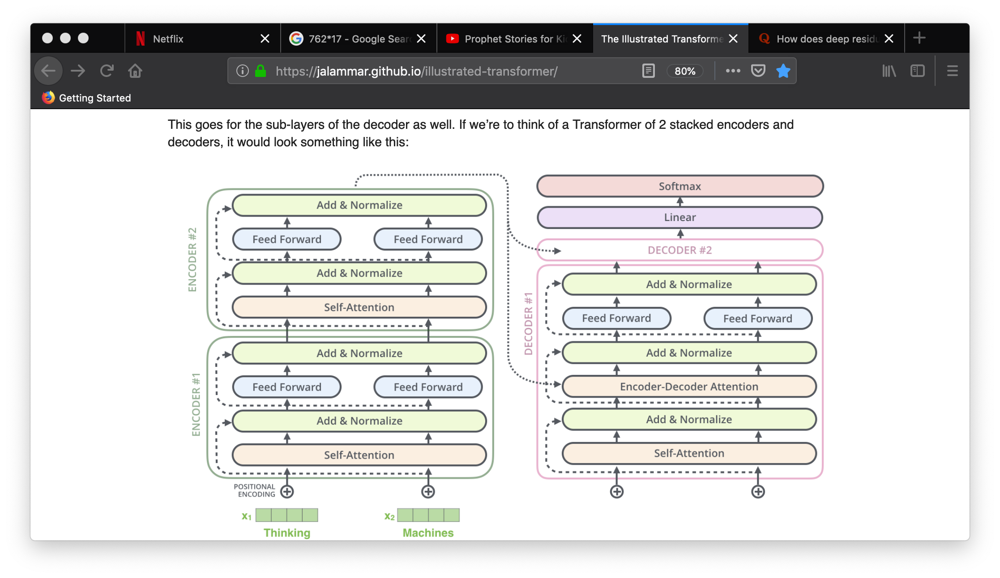 Netflix
762*17 - Google Sear
Prophet Stories for Ki
The Illustrated Transforme
How does deep resid
https://jalammar.github.io/illustrated-transformer/
80%
Getting Started
This goes for the sub-layers of the decoder as well. If we’re to think of a Transformer of 2 stacked encoders and
decoders, it would look something like this:
ENCODER #2
Add & Normalize
Feed Forward
Feed Forward
Add & Normalize
Self-Attention
ENCODER #1
Add & Normalize
Feed Forward
Feed Forward
Add & Normalize
Self-Attention
POSITIONAL
ENCODING
x1
Thinking
x2
Machines
Softmax
Linear
DECODER #2
DECODER #1
Add & Normalize
Feed Forward
Feed Forward
Add & Normalize
Encoder-Decoder Attention
Add & Normalize
Self-Attention